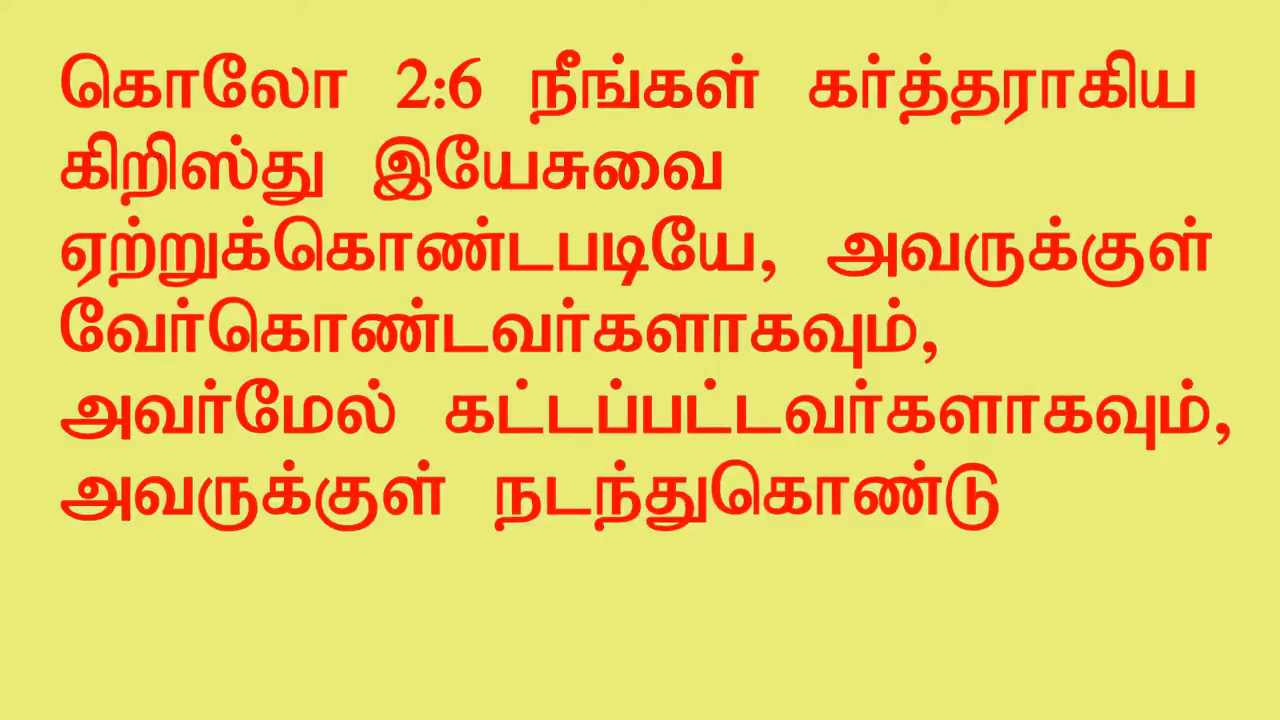 கொலோ 2:6 நீங்கள் கர்த்தராகிய
கிறிஸ்து இயேசுவை
ஏற்றுக்கொண்டபடியே, அவருக்குள்
வேர்கொண்டவர்களாகவும்,
அவர்மேல் கட்டப்பட்டவர்களாகவும்,
அவருக்குள் நடந்துகொண்டு